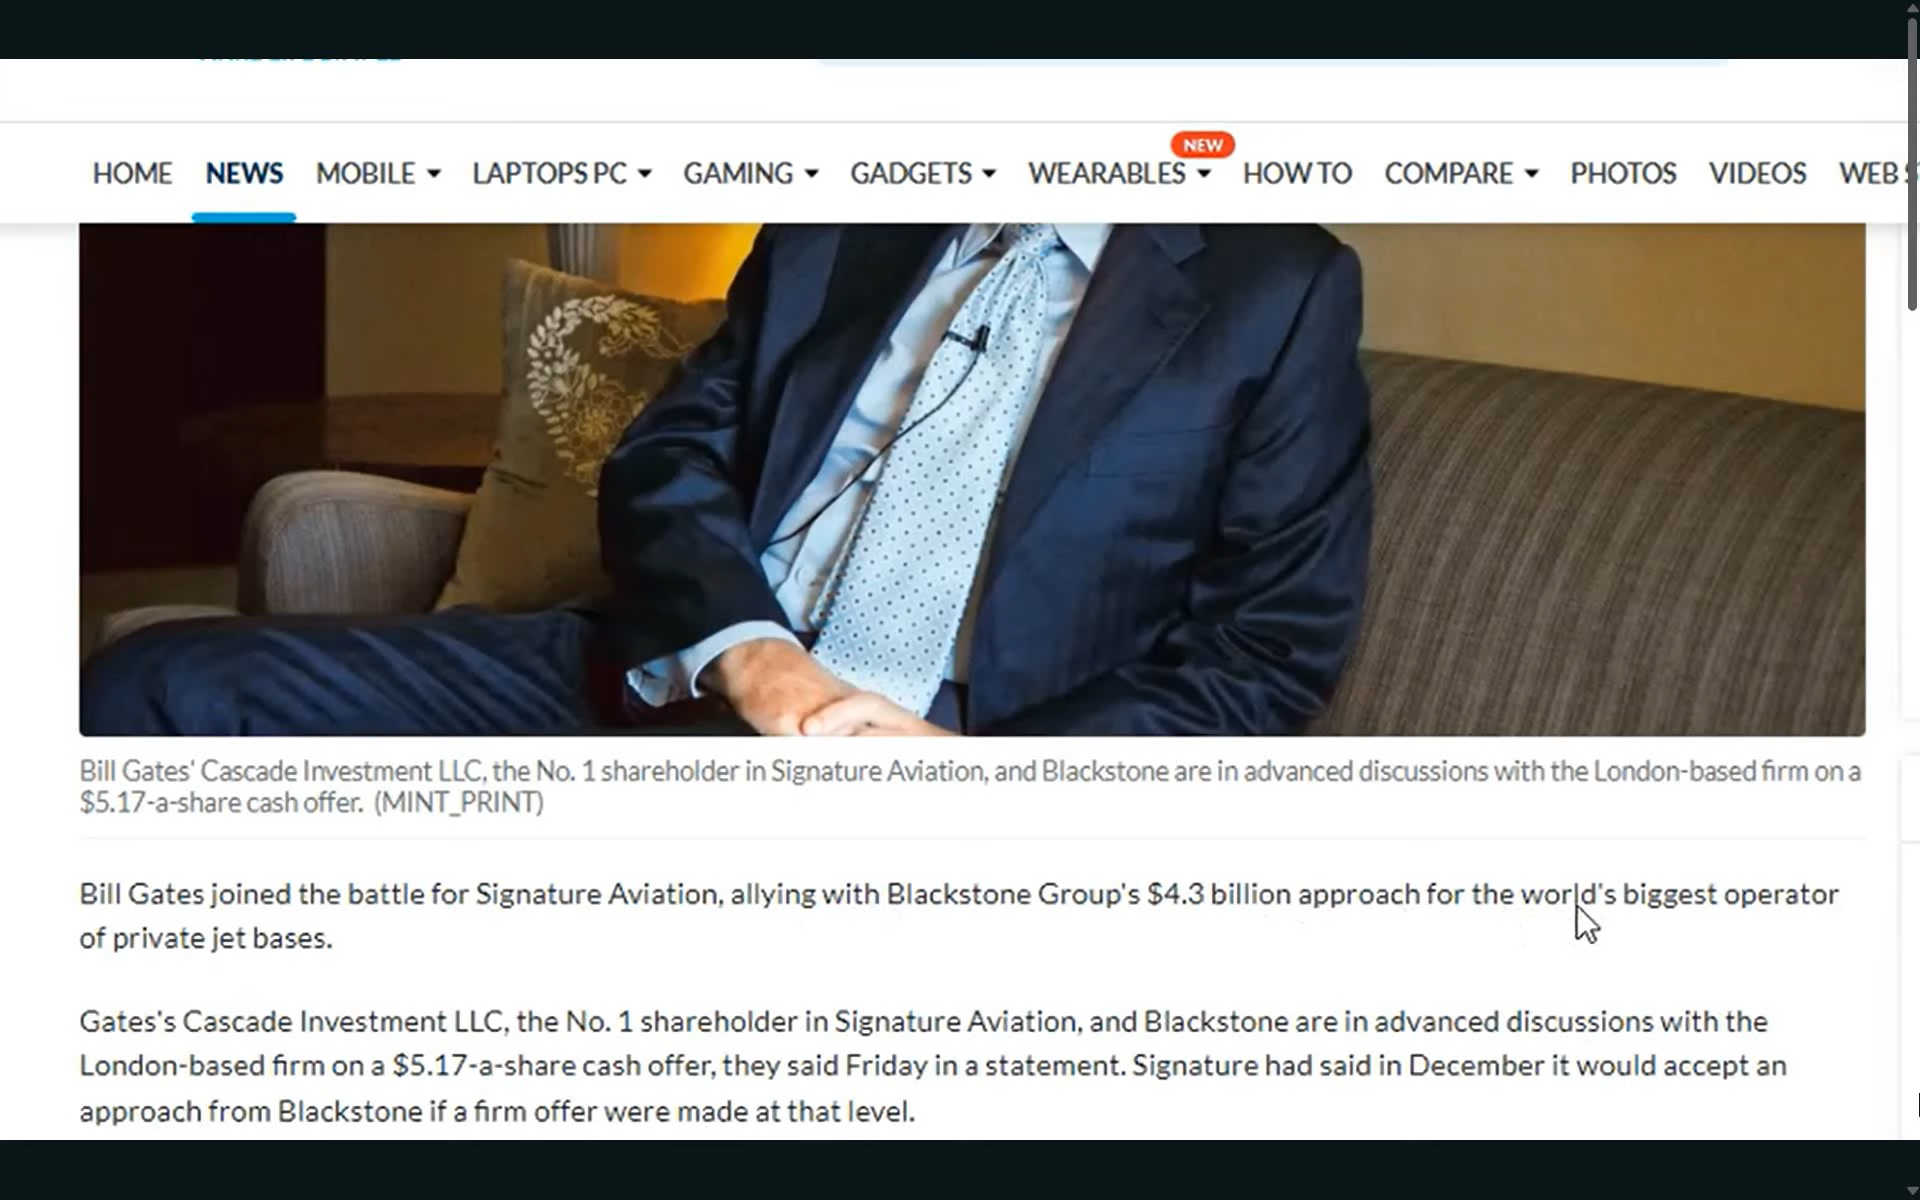 HOME NEWS MOBILE LAPTOPS PC GAMING GADGETS WEARABLES NEW HOW TO COMPARE PHOTOS VIDEOS WEB
Bill Gates' Cascade Investment LLC, the No. 1 shareholder in Signature Aviation, and Blackstone are in advanced discussions with the London-based firm on a
$5.17-a-share cash offer. (MINT_PRINT)
Bill Gates joined the battle for Signature Aviation, allying with Blackstone Group's $4.3 billion approach for the world's biggest operator
of private jet bases.
Gates's Cascade Investment LLC, the No. 1 shareholder in Signature Aviation, and Blackstone are in advanced discussions with the
London-based firm on a $5.17-a-share cash offer, they said Friday in a statement. Signature had said in December it would accept an
approach from Blackstone if a firm offer were made at that level.